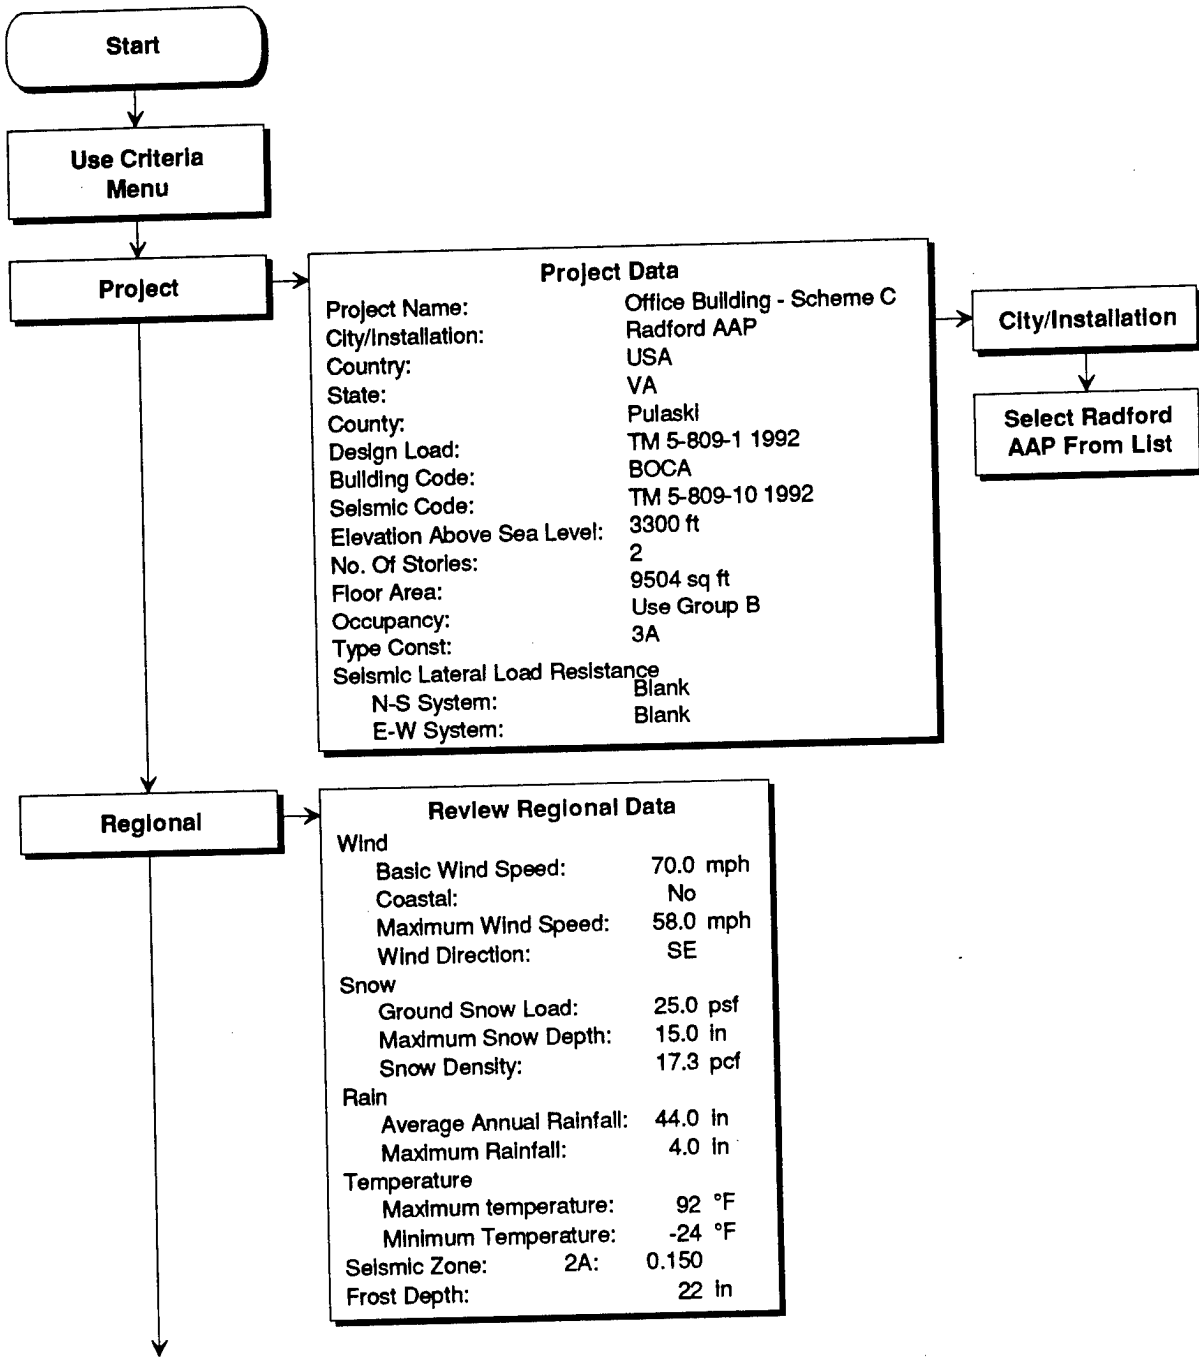 Start
Use Criteria
Menu
Project
Project Data
Project Name: Office Building - Scheme C
City/Installation: Radford AAP
Country: USA
State: VA
County: Pulaski
Design Load: TM 5-809-1 1992
Building Code: BOCA
Seismic Code: TM 5-809-10 1992
Elevation Above Sea Level: 3300 ft
No. Of Stories: 2
Floor Area: 9504 sq ft
Occupancy: Use Group B
Type Const: 3A
Seismic Lateral Load Resistance
N-S System: Blank
E-W System: Blank
City/Installation
Select Radford
AAP From List
Regional
Review Regional Data
Wind
Basic Wind Speed: 70.0 mph
Coastal: No
Maximum Wind Speed: 58.0 mph
Wind Direction: SE
Snow
Ground Snow Load: 25.0 psf
Maximum Snow Depth: 15.0 in
Snow Density: 17.3 pcf
Rain
Average Annual Rainfall: 44.0 in
Maximum Rainfall: 4.0 in
Temperature
Maximum temperature: 92 °F
Minimum Temperature: -24 °F
Seismic Zone: 2A: 0.150
Frost Depth: 22 in